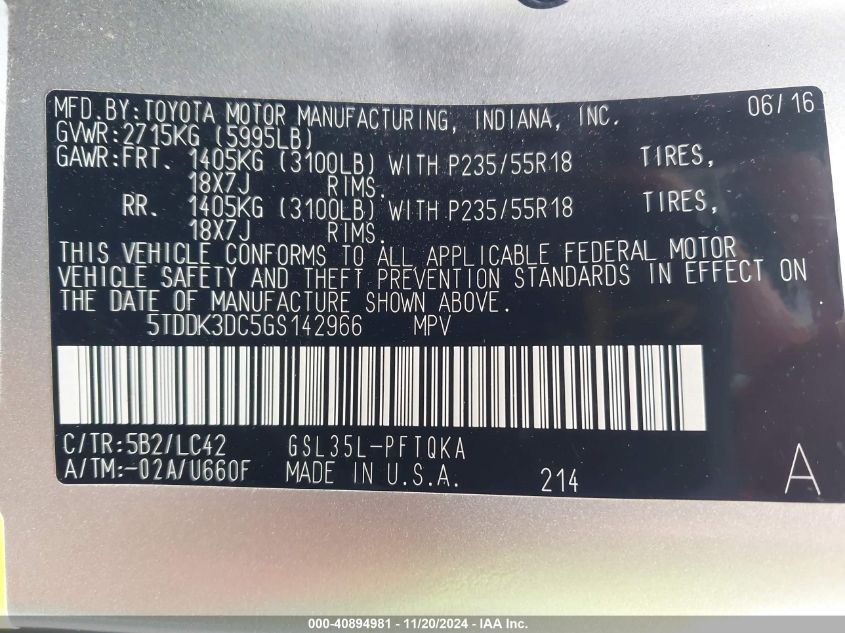 MFD. BY: TOYOTA MOTOR MANUFACTURING, INDIANA, INC. 06/16
GVWR: 2715KG (5995LB)
GAWR: FRT. 1405KG (3100LB) WITH P235/55R18 TIRES,
18X7J RIMS.
RR. 1405KG (3100LB) WITH P235/55R18 TIRES,
18X7J RIMS.
THIS VEHICLE CONFORMS TO ALL APPLICABLE FEDERAL MOTOR
VEHICLE SAFETY AND THEFT PREVENTION STANDARDS IN EFFECT ON
THE DATE OF MANUFACTURE SHOWN ABOVE.
5TDDK3DC5GS142966 MPV
C/TR: 5B2/LC42 GSL35L-PFTQKA
A/TM: -02A/U660F MADE IN U.S.A. 214 A
000-40894981 - 11/20/2024 - IAA Inc.